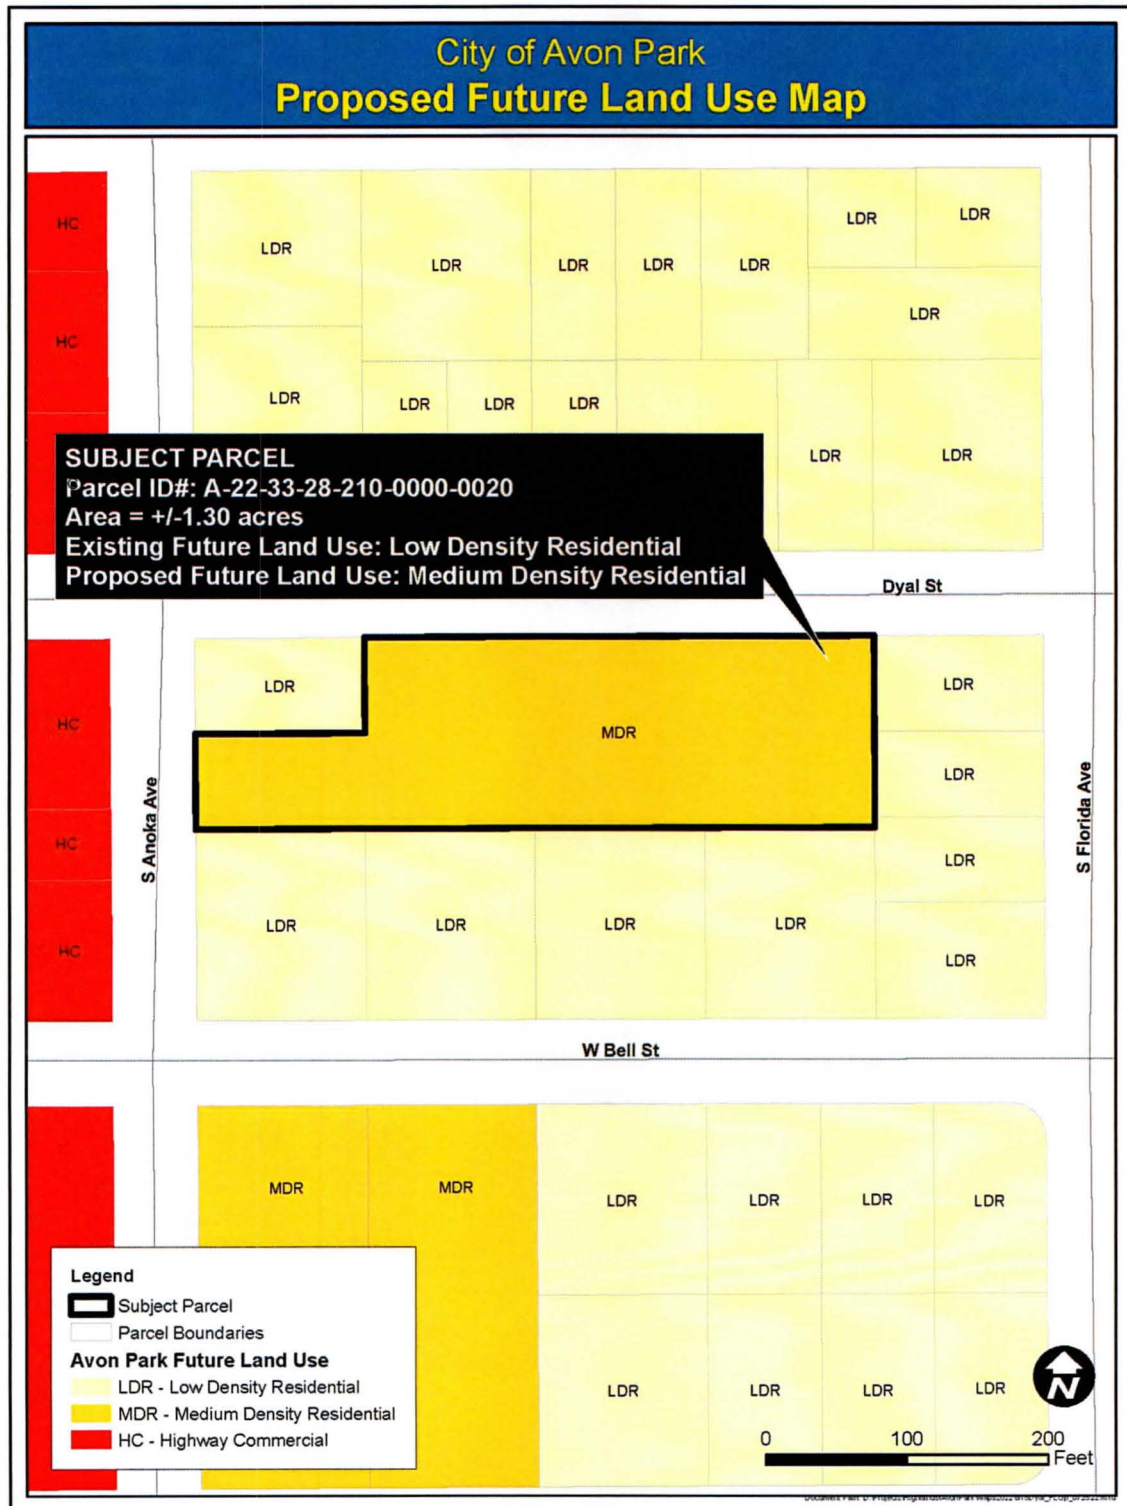 City of Avon Park
Proposed Future Land Use Map
HC
LDR
LDR
LDR
LDR
LDR
LDR
LDR
LDR
HC
LDR
LDR
LDR
LDR
LDR
LDR
SUBJECT PARCEL
Parcel ID#: A-22-33-28-210-0000-0020
Area = +/-1.30 acres
Existing Future Land Use: Low Density Residential
Proposed Future Land Use: Medium Density Residential
Dyal St
LDR
LDR
HC
MDR
LDR
S Anoka Ave
S Florida Ave
HC
LDR
LDR
LDR
LDR
LDR
HC
LDR
W Bell St
MDR
MDR
LDR
LDR
LDR
LDR
Legend
Subject Parcel
Parcel Boundaries
Avon Park Future Land Use
LDR - Low Density Residential
MDR - Medium Density Residential
HC - Highway Commercial
LDR
LDR
LDR
LDR
N
0 100 200
Feet